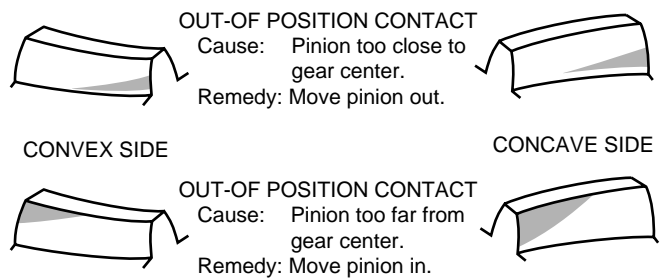 OUT-OF POSITION CONTACT
Cause: Pinion too close to
gear center.
Remedy: Move pinion out.
CONVEX SIDE
CONCAVE SIDE
OUT-OF POSITION CONTACT
Cause: Pinion too far from
gear center.
Remedy: Move pinion in.